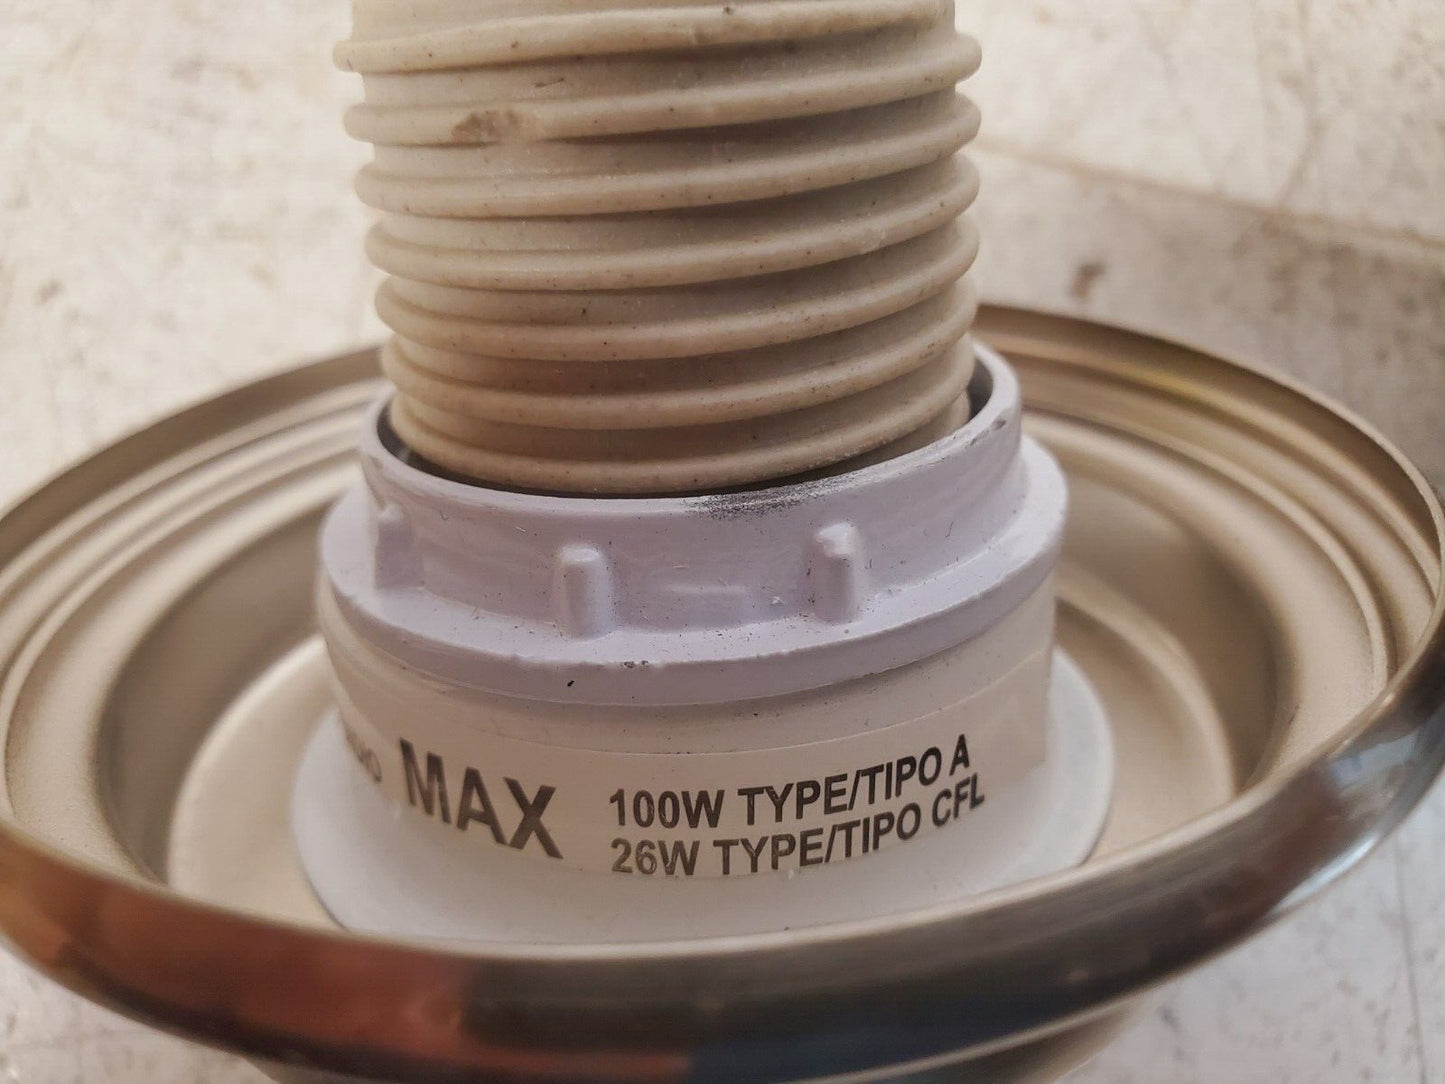 MAX
100W TYPE/TIPO A
26W TYPE/TIPO CFL